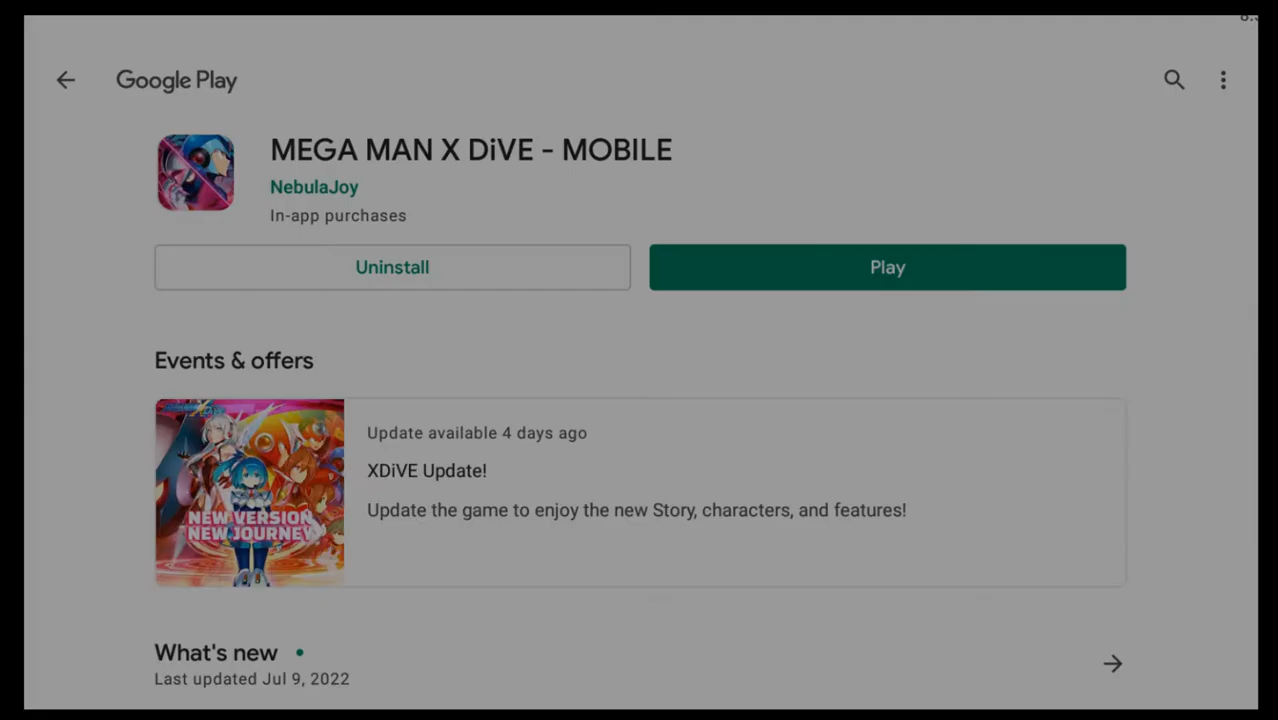 Google Play
MEGA MAN X DiVE - MOBILE
NebulaJoy
In-app purchases
Uninstall
Play
Events & offers
Update available 4 days ago
XDiVE Update!
Update the game to enjoy the new Story, characters, and features!
NEW VERSION
NEW JOURNEY
What's new
Last updated Jul 9, 2022